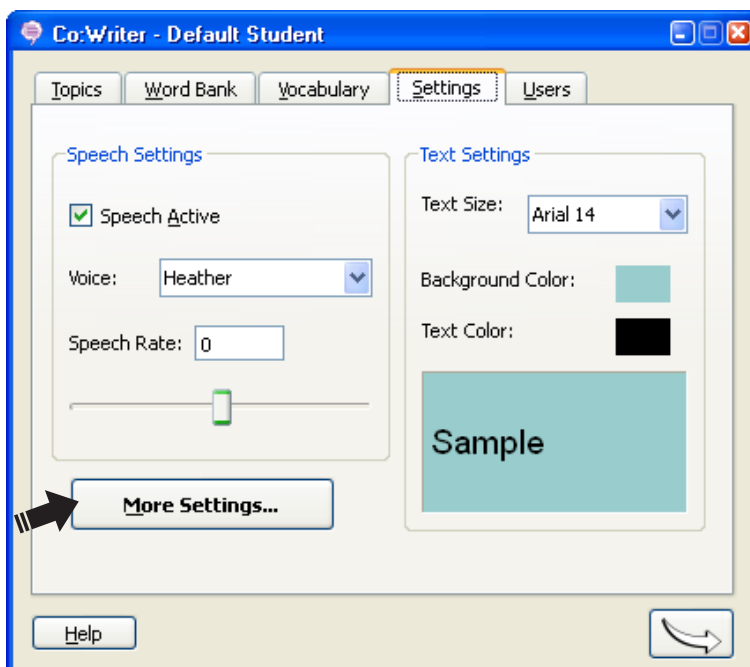 Co:Writer - Default Student
Topics
Word Bank
Vocabulary
Settings
Users
Speech Settings
Speech Active
Voice:
Heather
Speech Rate:
0
More Settings...
Text Settings
Text Size:
Arial 14
Background Color:
Text Color:
Sample
Help